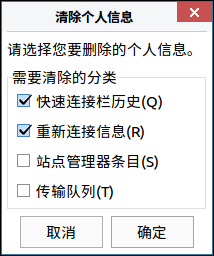 清除个人信息
请选择您要删除的个人信息。
需要清除的分类
快速连接栏历史(Q)
重新连接信息(R)
站点管理器条目(S)
传输队列(T)
取消
确定